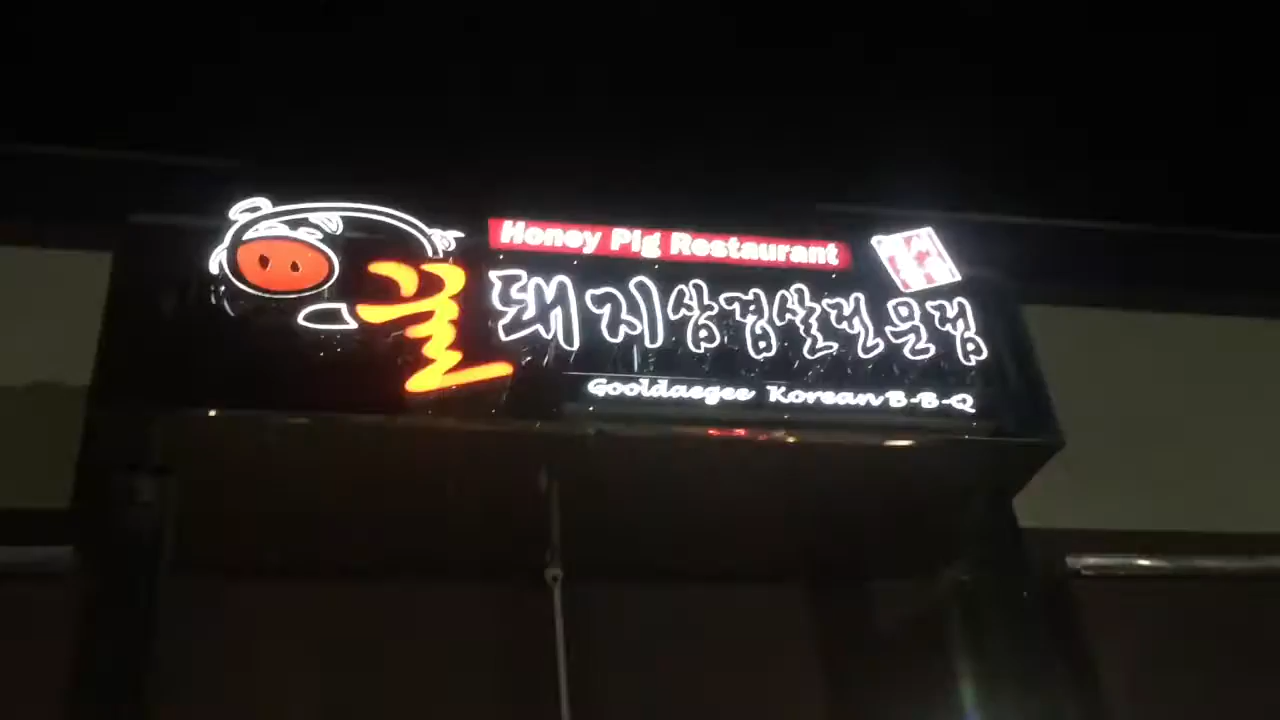 Honey Pig Restaurant
꿀돼지삼겹살전문점
Gooldaegee Korean B-B-Q